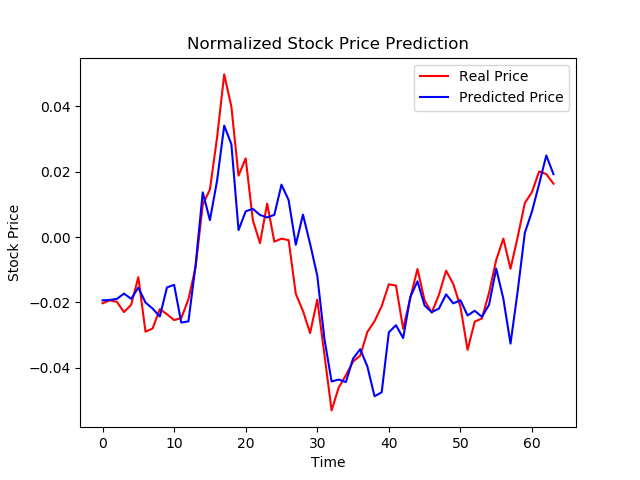 Normalized Stock Price Prediction
Real Price
Predicted Price
0.04
0.02
0.00
−0.02
−0.04
Stock Price
0 10 20 30 40 50 60
Time